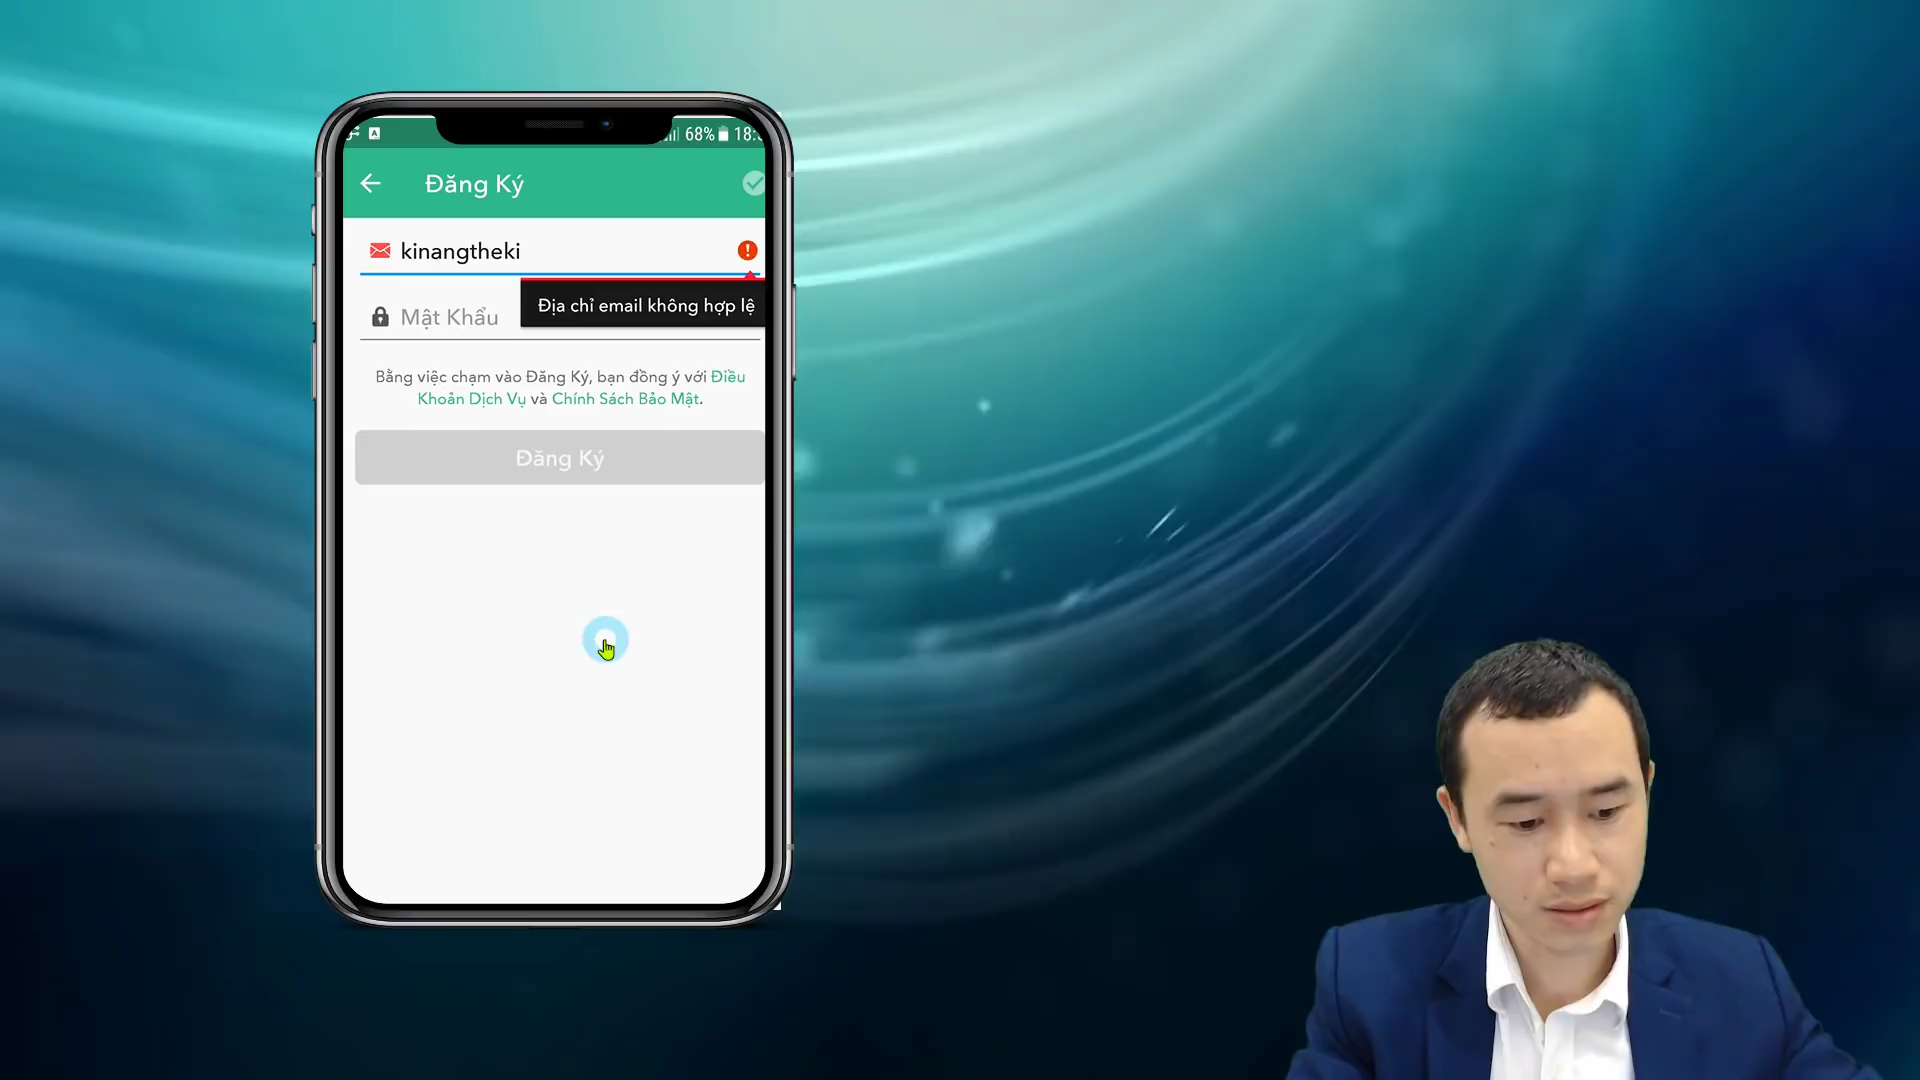 68% 18:
Đăng Ký
kinangtheki
Địa chỉ email không hợp lệ
Mật Khẩu
Bằng việc chạm vào Đăng Ký, bạn đồng ý với Điều
Khoản Dịch Vụ và Chính Sách Bảo Mật.
Đăng Ký